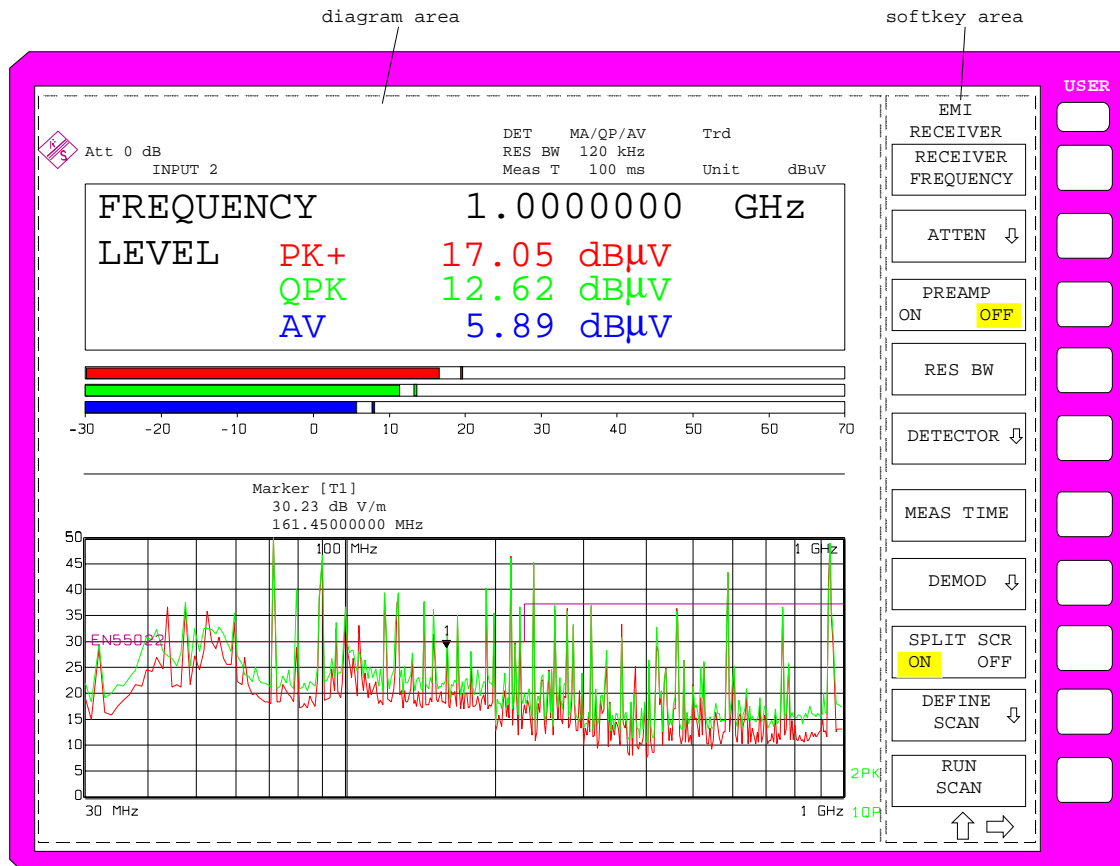 diagram area
softkey area
USER
DET MA/QP/AV Trd
Att 0 dB RES BW 120 kHz
INPUT 2 Meas T 100 ms Unit dBuV
FREQUENCY 1.0000000 GHz
LEVEL PK+ 17.05 dBµV
QPK 12.62 dBµV
AV 5.89 dBµV
-30 -20 -10 0 10 20 30 40 50 60 70
Marker [T1]
30.23 dB V/m
161.45000000 MHz
100 MHz 1 GHz
50
45
40
35
30
25
20
15
10
5
0
EN55022
1
2PK
30 MHz 1 GHz
EMI
RECEIVER
RECEIVER
FREQUENCY
ATTEN
PREAMP
ON OFF
RES BW
DETECTOR
MEAS TIME
DEMOD
SPLIT SCR
ON OFF
DEFINE
SCAN
RUN
SCAN